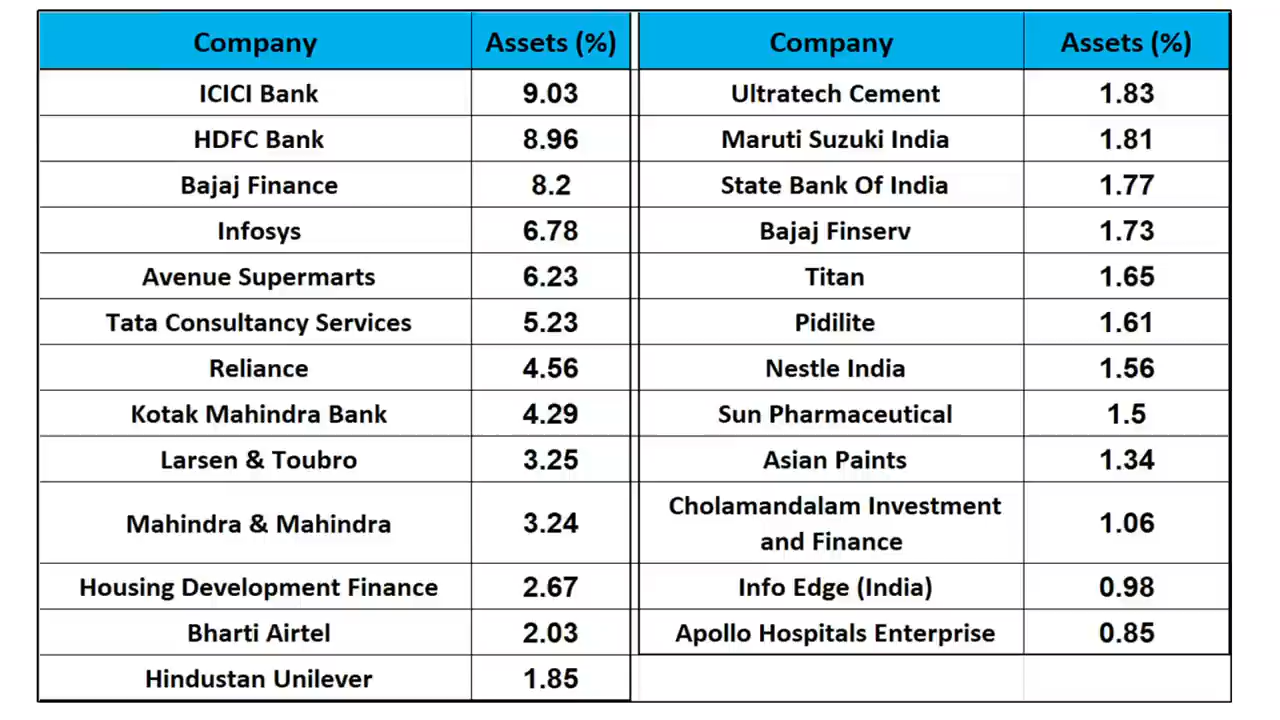 Company Assets (%) Company Assets (%)
ICICI Bank 9.03 Ultratech Cement 1.83
HDFC Bank 8.96 Maruti Suzuki India 1.81
Bajaj Finance 8.2 State Bank Of India 1.77
Infosys 6.78 Bajaj Finserv 1.73
Avenue Supermarts 6.23 Titan 1.65
Tata Consultancy Services 5.23 Pidilite 1.61
Reliance 4.56 Nestle India 1.56
Kotak Mahindra Bank 4.29 Sun Pharmaceutical 1.5
Larsen & Toubro 3.25 Asian Paints 1.34
Mahindra & Mahindra 3.24 Cholamandalam Investment
and Finance 1.06
Housing Development Finance 2.67 Info Edge (India) 0.98
Bharti Airtel 2.03 Apollo Hospitals Enterprise 0.85
Hindustan Unilever 1.85